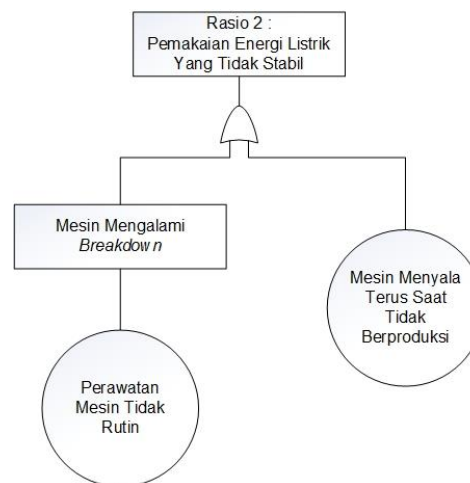 Rasio 2 :
Pemakaian Energi Listrik
Yang Tidak Stabil
Mesin Mengalami
Breakdown
Mesin Menyala
Terus Saat
Tidak
Berproduksi
Perawatan
Mesin Tidak
Rutin